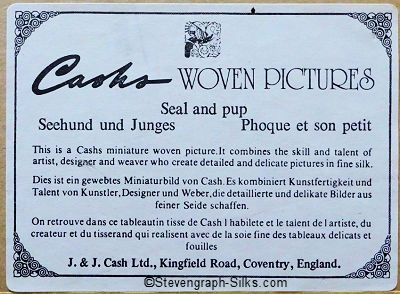 Cashs WOVEN PICTURES
Seal and pup
Seehund und Junges Phoque et son petit
This is a Cashs miniature woven picture.It combines the skill and talent of
artist, designer and weaver who create detailed and delicate pictures in fine silk.
Dies ist ein gewebtes Miniaturbild von Cash.Es kombiniert Kunstfertigkeit und
Talent von Kunstler,Designer und Weber,die detaillierte und delikate Bilder aus
feiner Seide schaffen.
On retrouve dans ce tableautin tisse de Cash l habilete et le talent de l artiste, du
createur et du tisserand qui realisent avec de la soie fine des tableaux delicats et
fouilles
J. & J. Cash Ltd., Kingfield Road, Coventry, England.
©Stevengraph-Silks.com